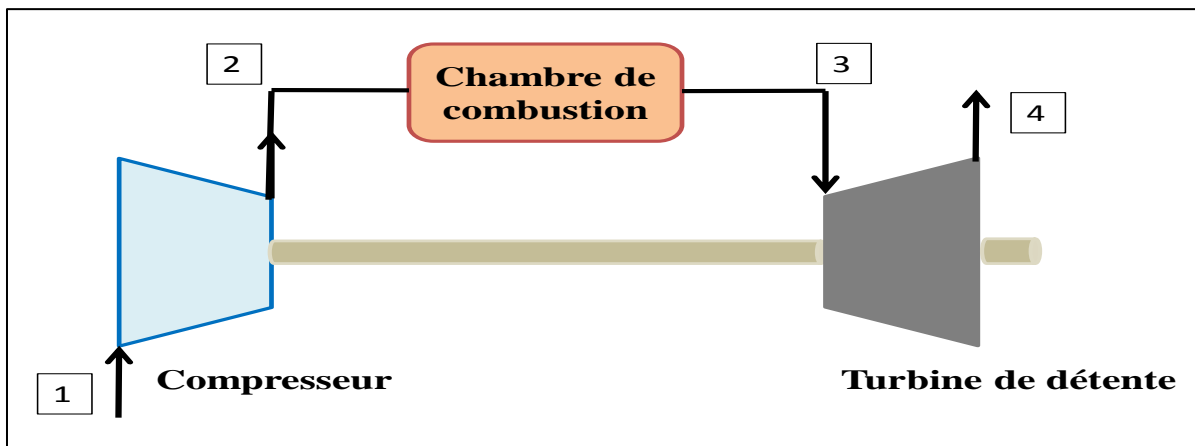 2
Chambre de
combustion
3
4
1
Compresseur
Turbine de détente